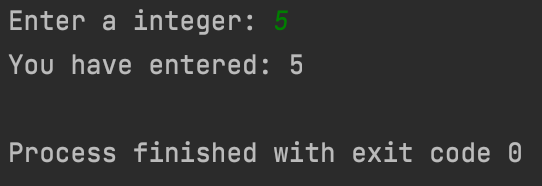 Enter a integer: 5
You have entered: 5
Process finished with exit code 0